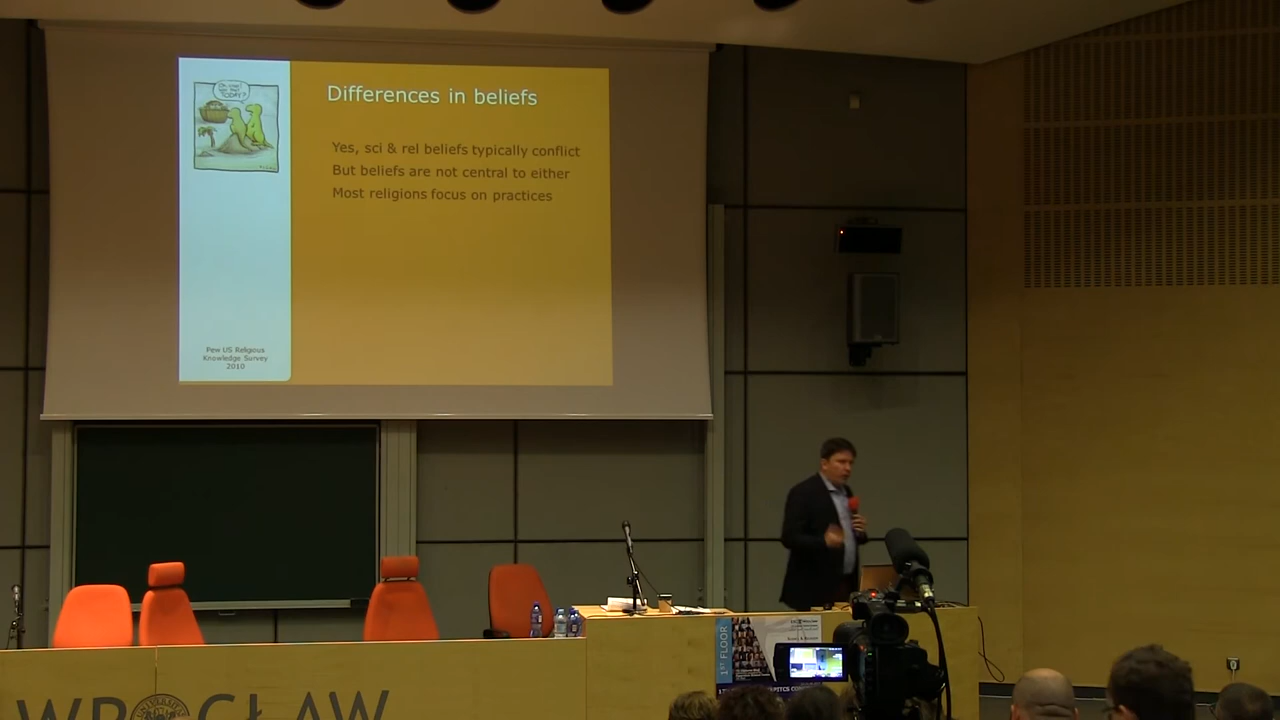 Differences in beliefs
Yes, sci & rel beliefs typically conflict
But beliefs are not central to either
Most religions focus on practices
TODAY?
Pew US Religious
Knowledge Survey
2010
1ST FLOOR
WROCŁAW